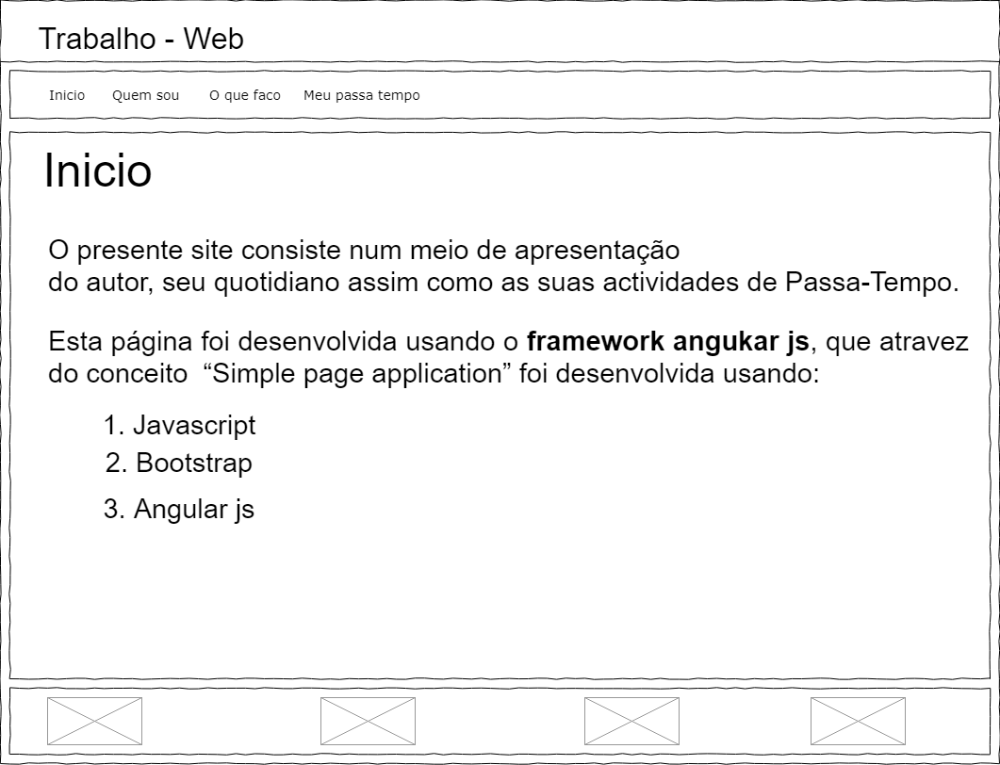 Trabalho - Web
Inicio Quem sou O que faco Meu passa tempo
Inicio
O presente site consiste num meio de apresentação
do autor, seu quotidiano assim como as suas actividades de Passa-Tempo.
Esta página foi desenvolvida usando o framework angukar js, que atravez
do conceito “Simple page application” foi desenvolvida usando:
1. Javascript
2. Bootstrap
3. Angular js